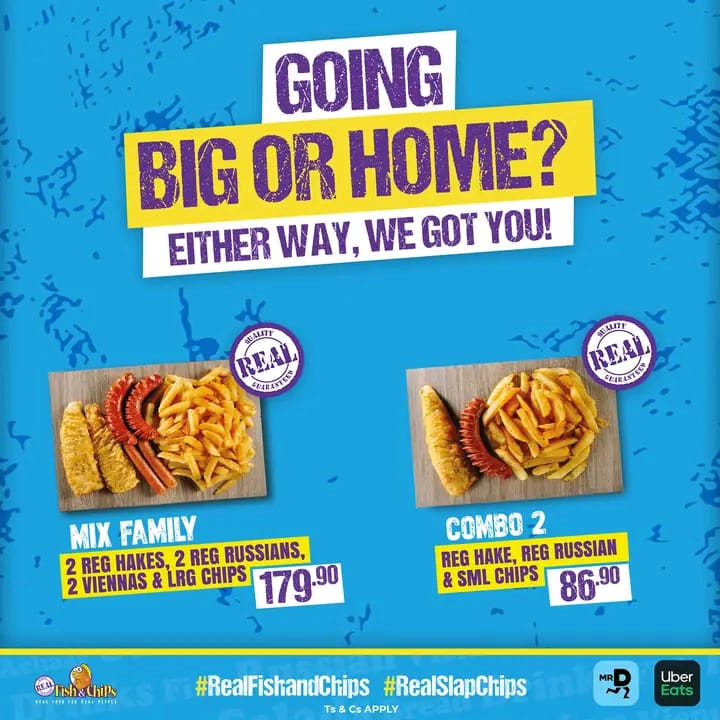 GOING
BIG OR HOME?
EITHER WAY, WE GOT YOU!
QUALITY
REAL
GUARANTEED
QUALITY
REAL
GUARANTEED
MIX FAMILY
2 REG HAKES, 2 REG RUSSIANS,
2 VIENNAS & LRG CHIPS
179.90
COMBO 2
REG HAKE, REG RUSSIAN
& SML CHIPS
86.90
REAL
Fish & Chips
REAL FOOD FOR REAL PEOPLE
#RealFishandChips #RealSlapChips
Ts & Cs APPLY
MR D
Uber
Eats